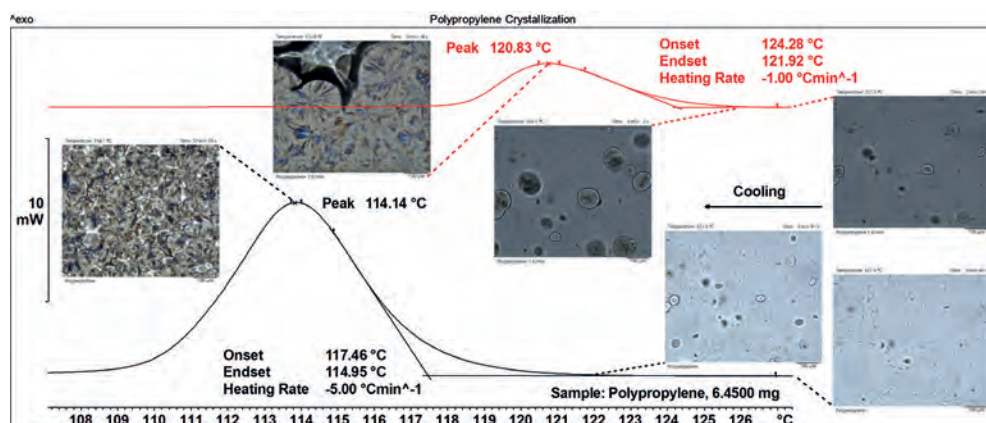 ^exo
Polypropylene Crystallization
Peak 120.83 °C
Onset 124.28 °C
Endset 121.92 °C
Heating Rate -1.00 °Cmin^-1
10
mW
Cooling
Peak 114.14 °C
Onset 117.46 °C
Endset 114.95 °C
Heating Rate -5.00 °Cmin^-1
Sample: Polypropylene, 6.4500 mg
108 109 110 111 112 113 114 115 116 117 118 119 120 121 122 123 124 125 126 °C